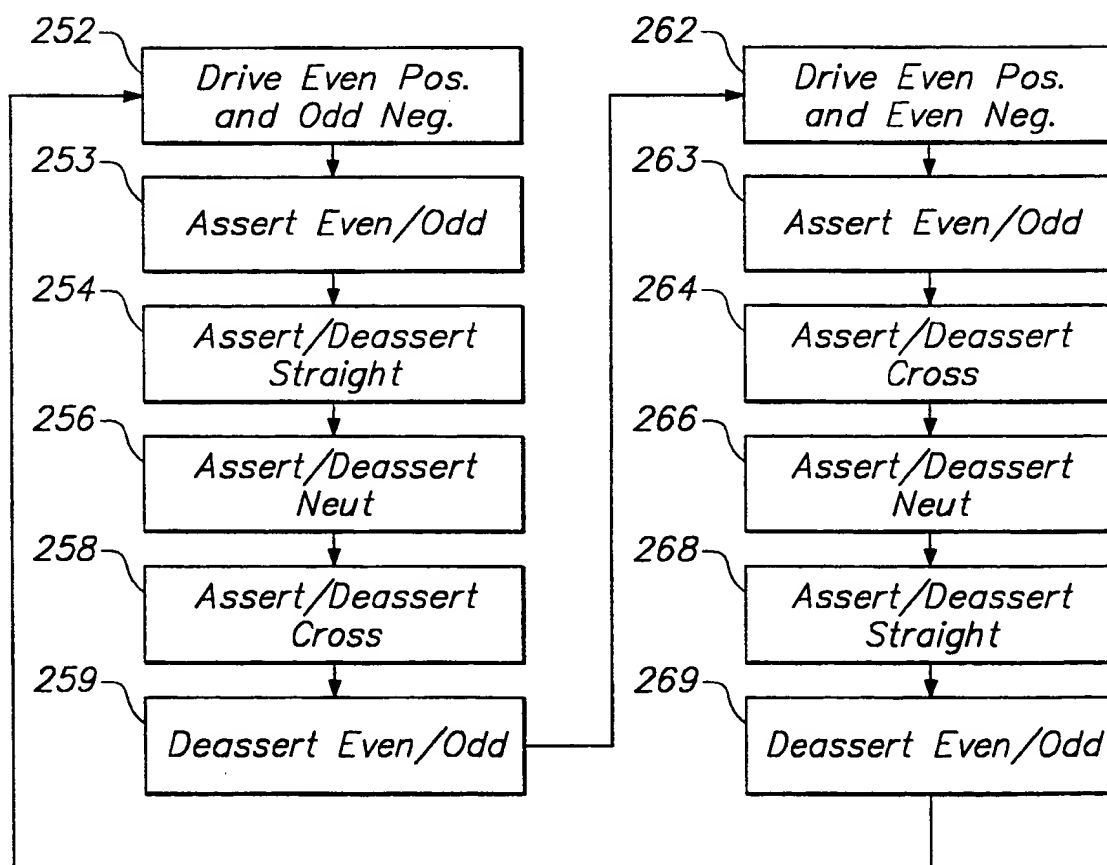 252
Drive Even Pos.
and Odd Neg.
253
Assert Even/Odd
254
Assert/Deassert
Straight
256
Assert/Deassert
Neut
258
Assert/Deassert
Cross
259
Deassert Even/Odd
262
Drive Even Pos.
and Even Neg.
263
Assert Even/Odd
264
Assert/Deassert
Cross
266
Assert/Deassert
Neut
268
Assert/Deassert
Straight
269
Deassert Even/Odd